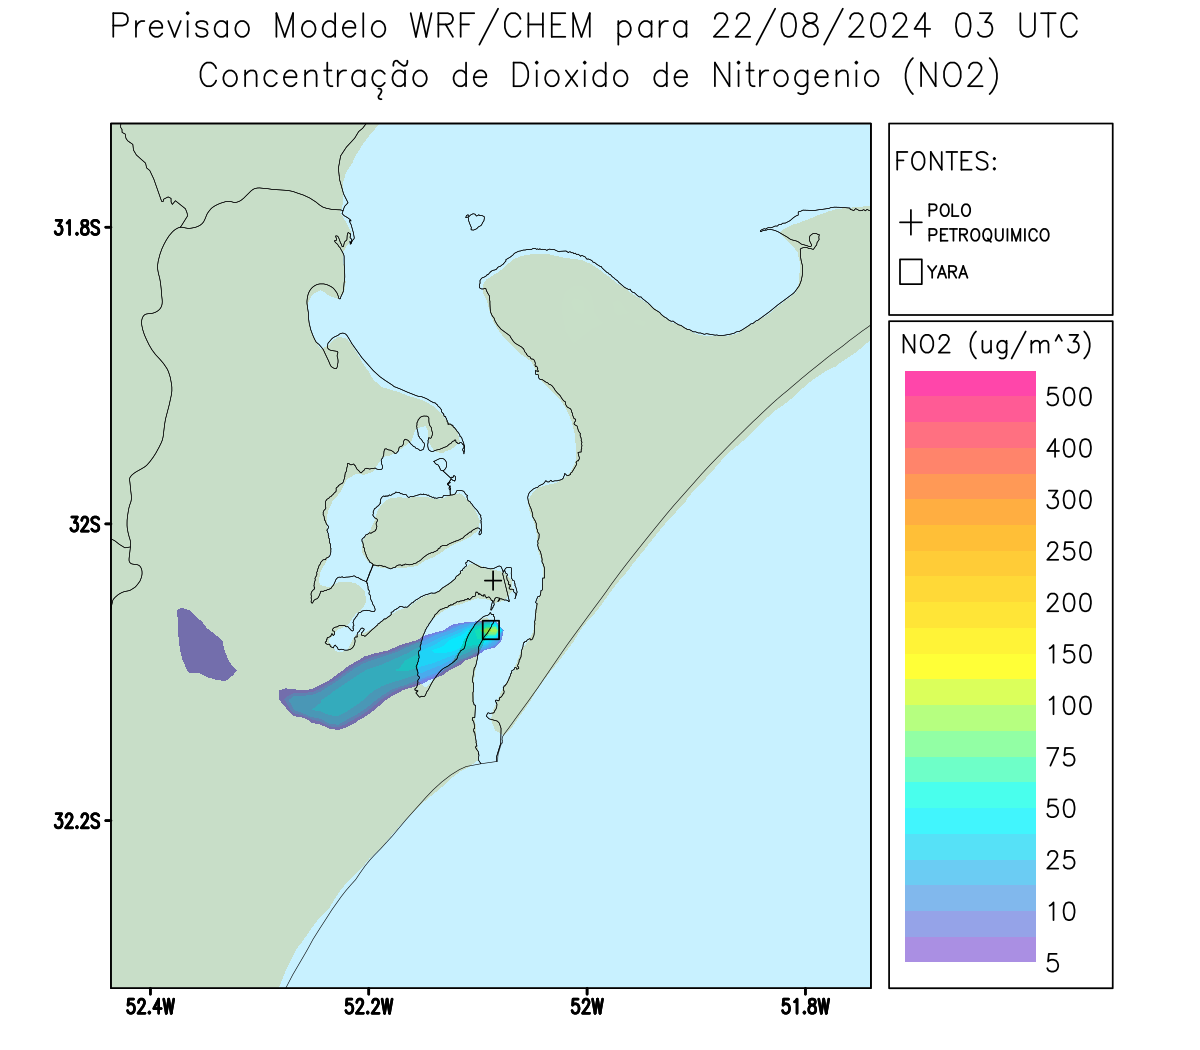 Previsao Modelo WRF/CHEM para 22/08/2024 03 UTC
Concentração de Dioxido de Nitrogenio (NO2)
FONTES:
POLO
PETROQUIMICO
YARA
NO2 (ug/m^3)
500
400
300
250
200
150
100
75
50
25
10
5
31.8S
32S
32.2S
52.4W
52.2W
52W
51.8W